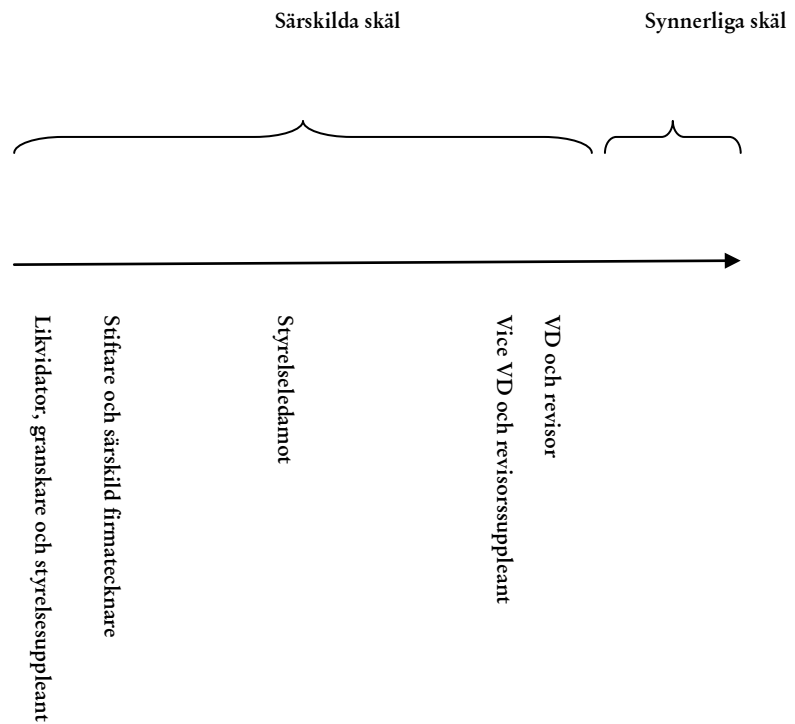 Särskilda skäl
Synnerliga skäl
Likvidator, granskare och styrelsesuppleant
Stiftare och särskild firmatecknare
Styrelseledamot
Vice VD och revisorssuppleant
VD och revisor